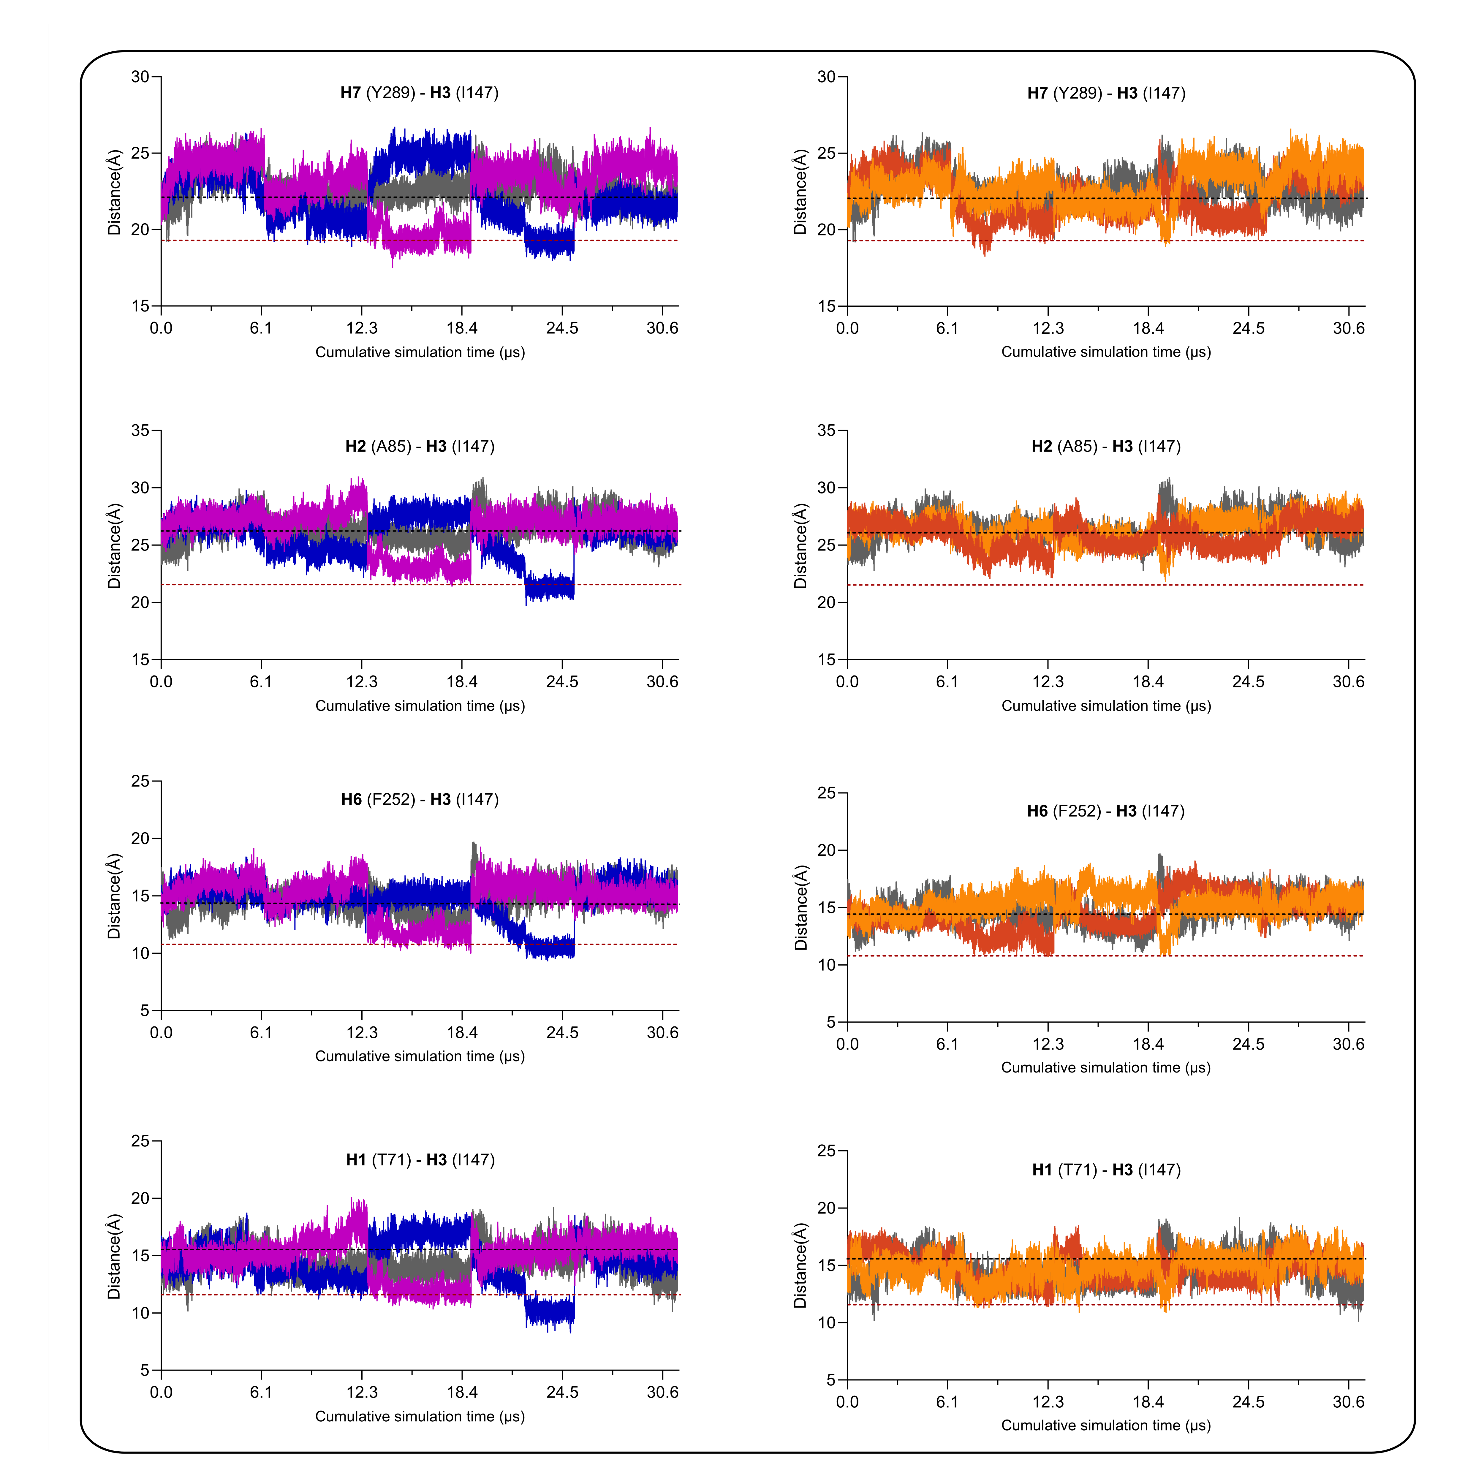 H7 (Y289) - H3 (I147)
30
25
20
15
Distance(Å)
0.0 6.1 12.3 18.4 24.5 30.6
Cumulative simulation time (µs)
H7 (Y289) - H3 (I147)
30
25
20
15
Distance(Å)
0.0 6.1 12.3 18.4 24.5 30.6
Cumulative simulation time (µs)
H2 (A85) - H3 (I147)
35
30
25
20
15
Distance(Å)
0.0 6.1 12.3 18.4 24.5 30.6
Cumulative simulation time (µs)
H2 (A85) - H3 (I147)
35
30
25
20
15
Distance(Å)
0.0 6.1 12.3 18.4 24.5 30.6
Cumulative simulation time (µs)
H6 (F252) - H3 (I147)
25
20
15
10
5
Distance(Å)
0.0 6.1 12.3 18.4 24.5 30.6
Cumulative simulation time (µs)
H6 (F252) - H3 (I147)
25
20
15
10
5
Distance(Å)
0.0 6.1 12.3 18.4 24.5 30.6
Cumulative simulation time (µs)
H1 (T71) - H3 (I147)
25
20
15
10
5
Distance(Å)
0.0 6.1 12.3 18.4 24.5 30.6
Cumulative simulation time (µs)
H1 (T71) - H3 (I147)
25
20
15
10
5
Distance(Å)
0.0 6.1 12.3 18.4 24.5 30.6
Cumulative simulation time (µs)